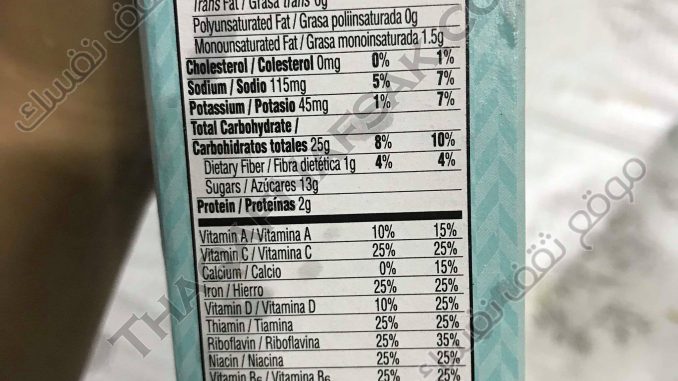 Trans Fat / Grasa trans 0g
Polyunsaturated Fat / Grasa poliinsaturada 0g
Monounsaturated Fat / Grasa monoinsaturada 1.5g
Cholesterol / Colesterol 0mg 0% 1%
Sodium / Sodio 115mg 5% 7%
Potassium / Potasio 45mg 1% 7%
Total Carbohydrate /
Carbohidratos totales 25g 8% 10%
Dietary Fiber / Fibra dietética 1g 4% 4%
Sugars / Azúcares 13g
Protein / Proteínas 2g
Vitamin A / Vitamina A 10% 15%
Vitamin C / Vitamina C 25% 25%
Calcium / Calcio 0% 15%
Iron / Hierro 25% 25%
Vitamin D / Vitamina D 10% 25%
Thiamin / Tiamina 25% 25%
Riboflavin / Riboflavina 25% 35%
Niacin / Niacina 25% 25%
Vitamin B6 / Vitamina B6 25% 25%
موقع ثقف نفسك